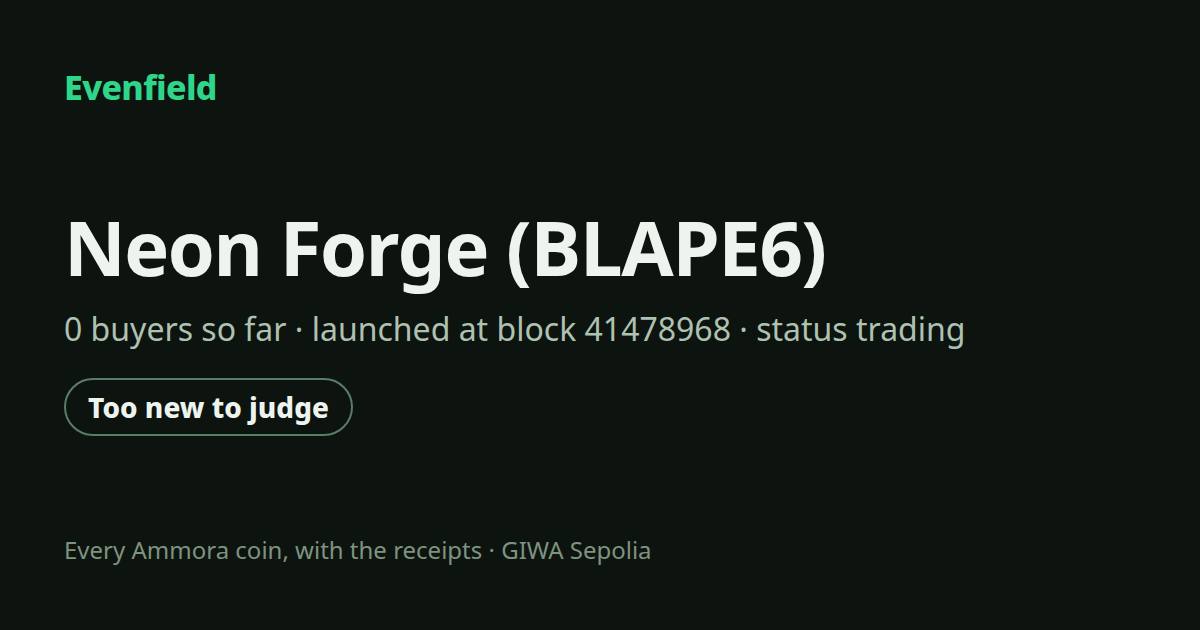 Evenfield
Neon Forge (BLAPE6)
0 buyers so far · launched at block 41478968 · status trading
Too new to judge
Every Ammora coin, with the receipts · GIWA Sepolia